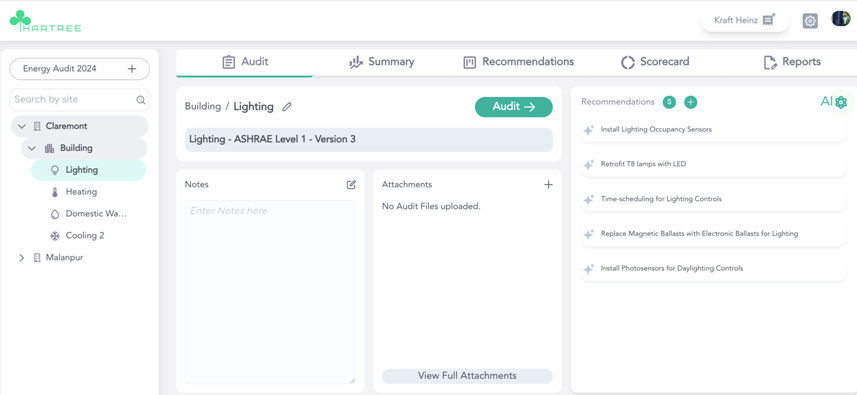 HARTREE
Kraft Heinz
Energy Audit 2024
Search by site
Claremont
Building
Lighting
Heating
Domestic Wa...
Cooling 2
Malanpur
Audit
Summary
Recommendations
Scorecard
Reports
Building / Lighting
Audit
Lighting - ASHRAE Level 1 - Version 3
Notes
Enter Notes here
Attachments
No Audit Files uploaded.
View Full Attachments
Recommendations 5
AI
Install Lighting Occupancy Sensors
Retrofit T8 lamps with LED
Time-scheduling for Lighting Controls
Replace Magnetic Ballasts with Electronic Ballasts for Lighting
Install Photosensors for Daylighting Controls